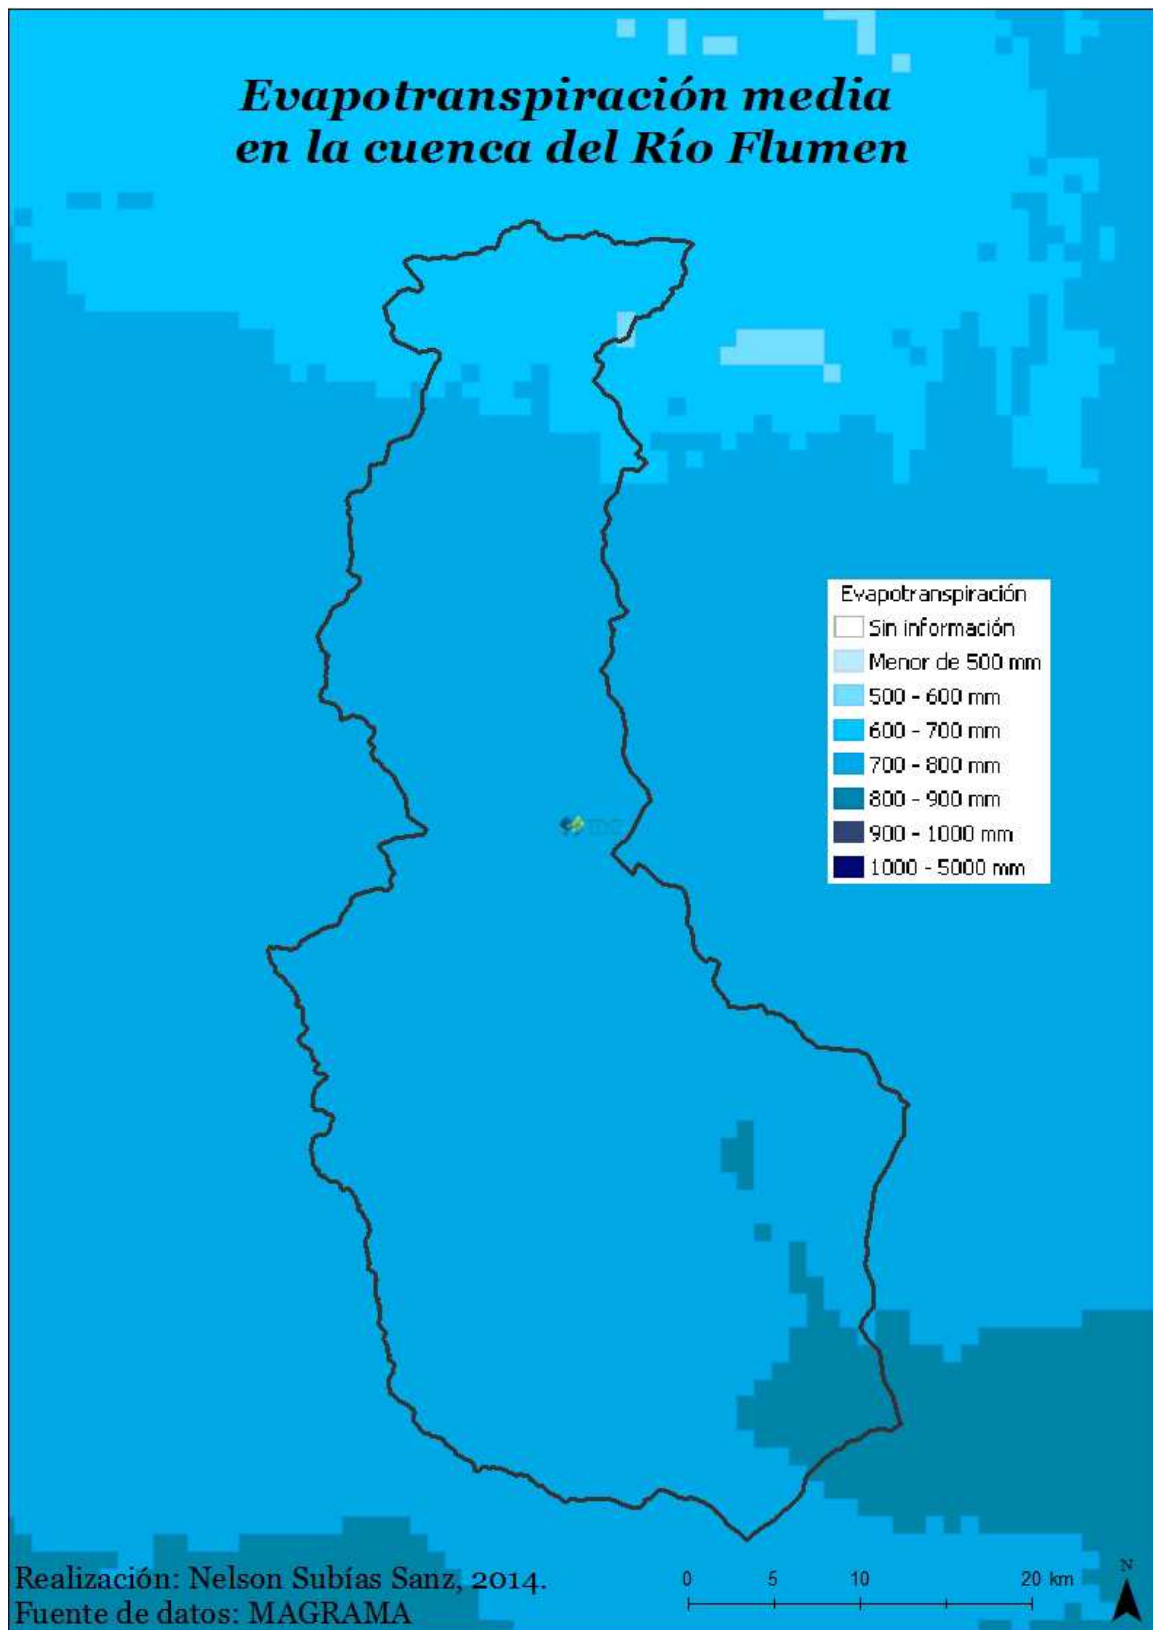 Evapotranspiración media
en la cuenca del Río Flumen
Evapotranspiración
Sin información
Menor de 500 mm
500 - 600 mm
600 - 700 mm
700 - 800 mm
800 - 900 mm
900 - 1000 mm
1000 - 5000 mm
Realización: Nelson Subías Sanz, 2014.
Fuente de datos: MAGRAMA
0 5 10 20 km
N